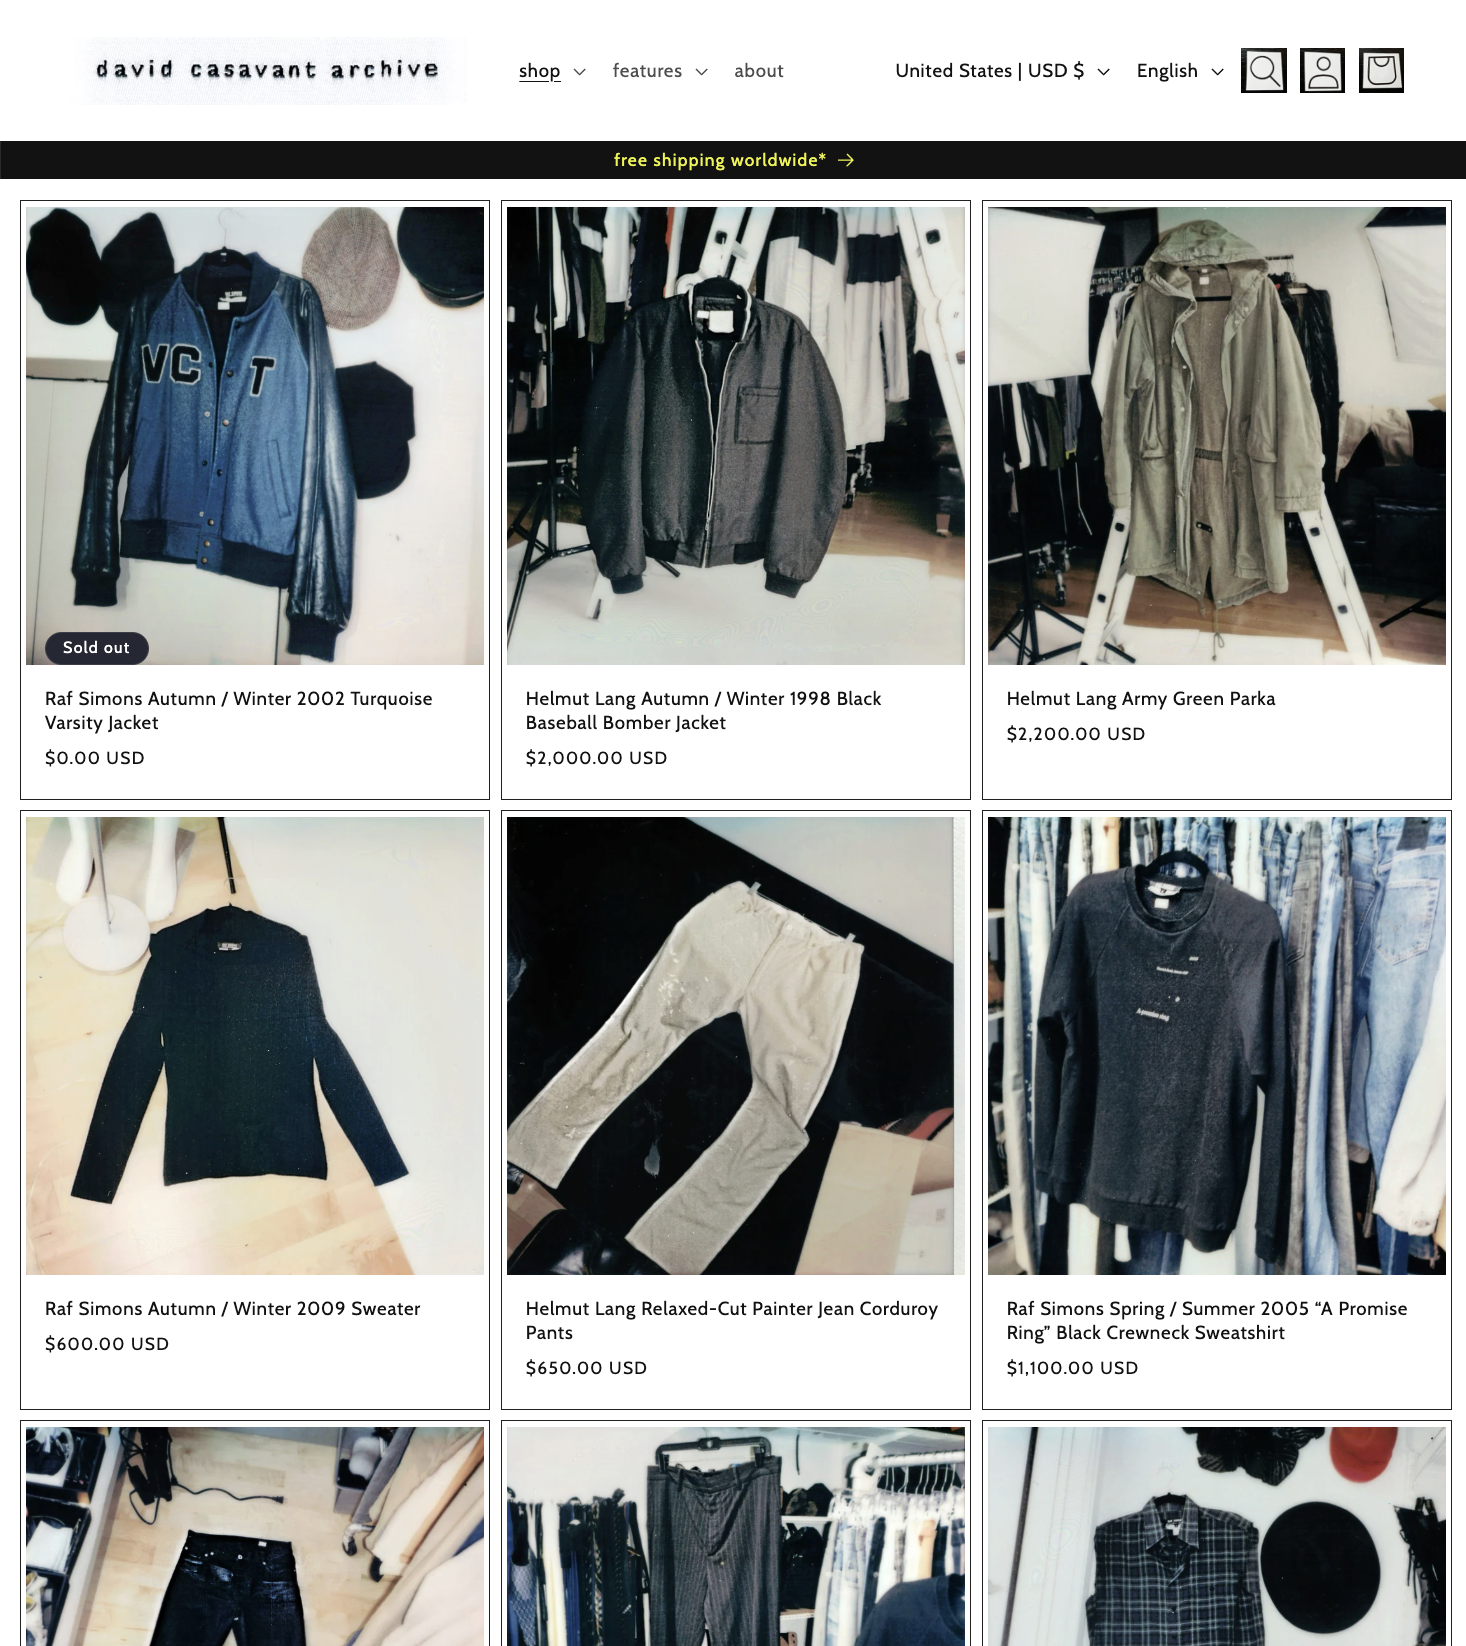 david casavant archive
shop
features
about
United States | USD $
English
free shipping worldwide* →
VC T
Sold out
Raf Simons Autumn / Winter 2002 Turquoise
Varsity Jacket
$0.00 USD
Helmut Lang Autumn / Winter 1998 Black
Baseball Bomber Jacket
$2,000.00 USD
Helmut Lang Army Green Parka
$2,200.00 USD
A promise ring
Raf Simons Autumn / Winter 2009 Sweater
$600.00 USD
Helmut Lang Relaxed-Cut Painter Jean Corduroy
Pants
$650.00 USD
Raf Simons Spring / Summer 2005 “A Promise
Ring” Black Crewneck Sweatshirt
$1,100.00 USD